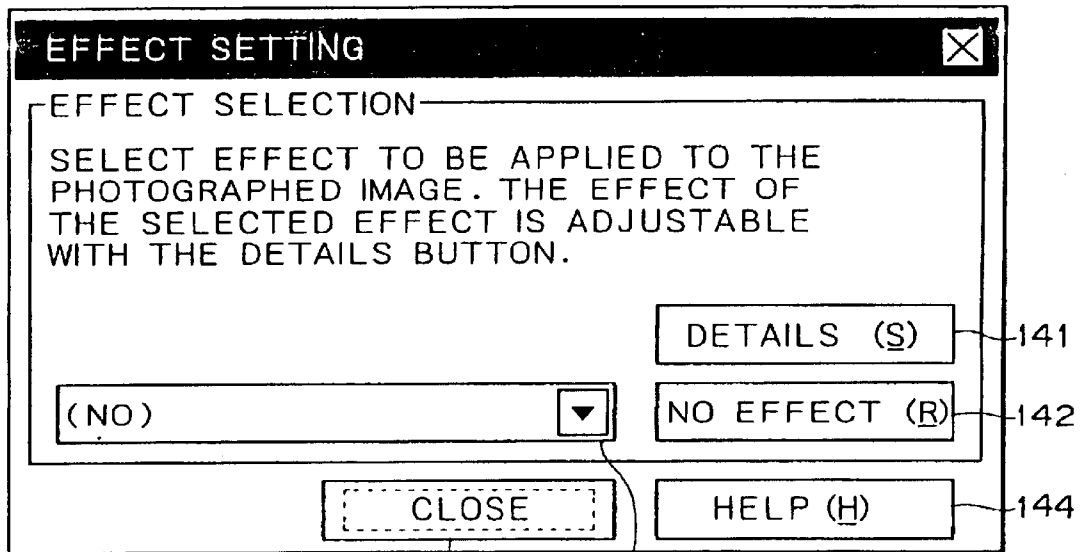 EFFECT SETTING
EFFECT SELECTION
SELECT EFFECT TO BE APPLIED TO THE
PHOTOGRAPHED IMAGE. THE EFFECT OF
THE SELECTED EFFECT IS ADJUSTABLE
WITH THE DETAILS BUTTON.
DETAILS (S) 141
(NO) NO EFFECT (R) 142
CLOSE HELP (H) 144